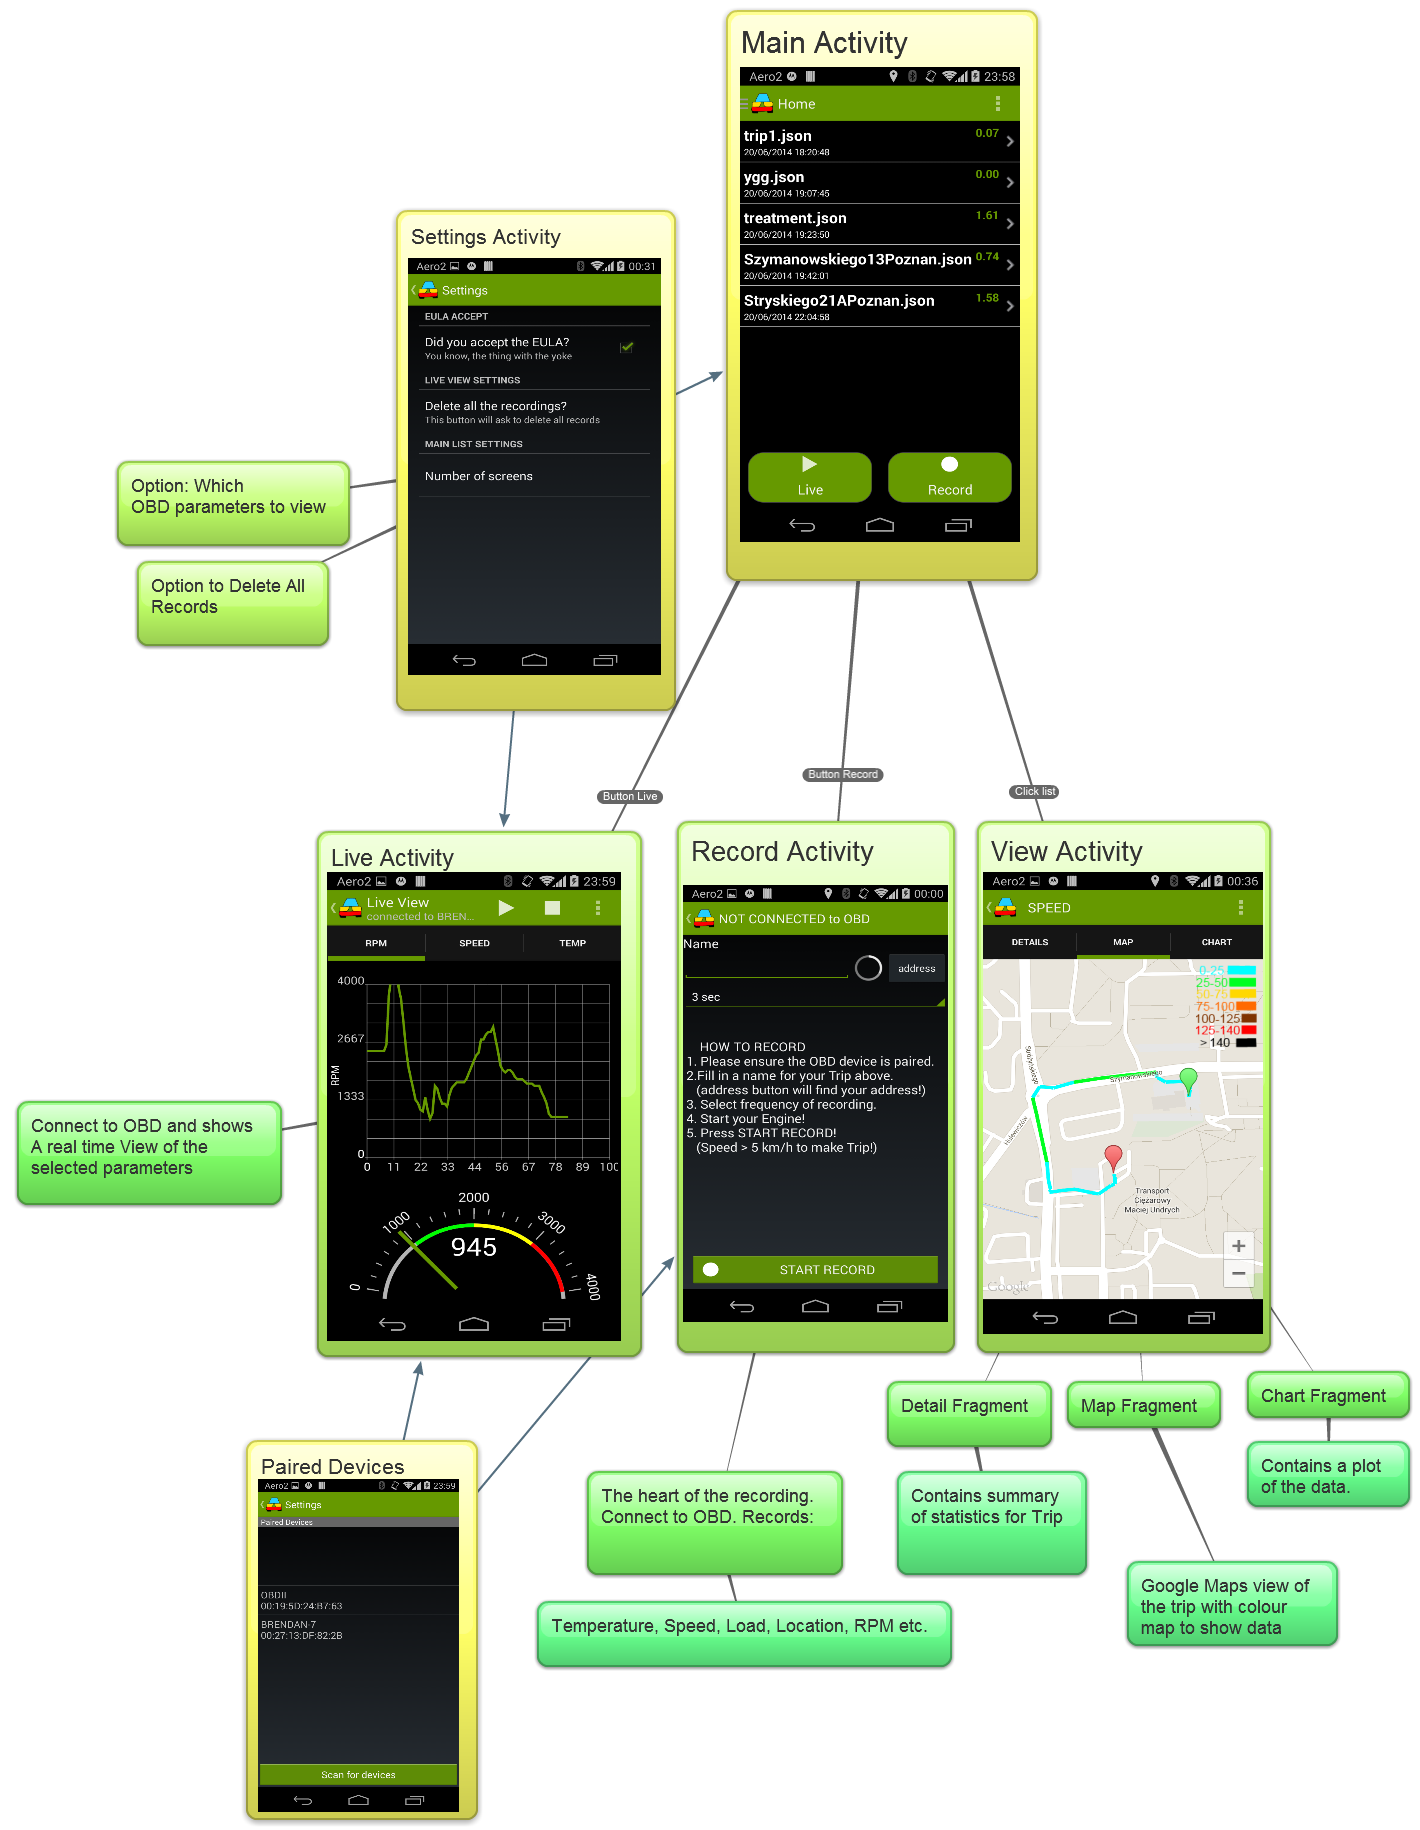 Main Activity
Aero2 23:58
Home
trip1.json 0.07
20/06/2014 18:20:48
ygg.json 0.00
20/06/2014 19:07:45
treatment.json 1.61
20/06/2014 19:23:50
Szymanowskiego13Poznan.json 0.74
20/06/2014 19:42:01
Stryskiego21APoznan.json 1.58
20/06/2014 22:04:58
Live Record
Settings Activity
Aero2 00:31
Settings
EULA ACCEPT
Did you accept the EULA?
You know, the thing with the yoke
LIVE VIEW SETTINGS
Delete all the recordings?
This button will ask to delete all records
MAIN LIST SETTINGS
Number of screens
Option: Which
OBD parameters to view
Option to Delete All
Records
Button Live
Button Record
Click list
Live Activity
Aero2 23:59
Live View
connected to BREN...
RPM SPEED TEMP
4000
2667
RPM
1333
0
0 11 22 33 44 56 67 78 89 100
0 1000 2000 3000 4000
945
Connect to OBD and shows
A real time View of the
selected parameters
Record Activity
Aero2 00:00
NOT CONNECTED to OBD
Name
address
3 sec
HOW TO RECORD
1. Please ensure the OBD device is paired.
2.Fill in a name for your Trip above.
(address button will find your address!)
3. Select frequency of recording.
4. Start your Engine!
5. Press START RECORD!
(Speed > 5 km/h to make Trip!)
START RECORD
View Activity
Aero2 00:36
SPEED
DETAILS MAP CHART
0-25
25-50
50-75
75-100
100-125
125-140
>140
Transport
Ciężarowy
Maciej Undrych
+
−
Google
Paired Devices
Aero2 23:59
Settings
Paired Devices
OBDII
00:19:5D:24:B7:63
BRENDAN-7
00:27:13:DF:82:2B
Scan for devices
The heart of the recording.
Connect to OBD. Records:
Temperature, Speed, Load, Location, RPM etc.
Detail Fragment
Contains summary
of statistics for Trip
Map Fragment
Google Maps view of
the trip with colour
map to show data
Chart Fragment
Contains a plot
of the data.